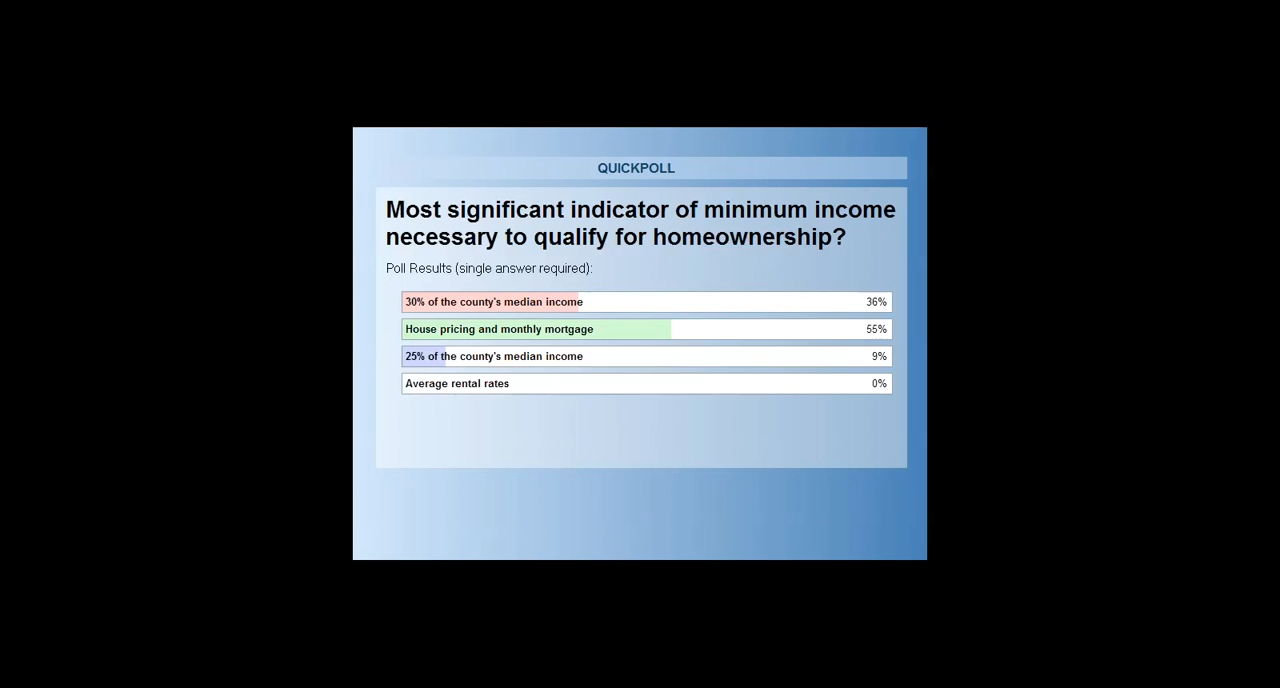 QUICKPOLL
Most significant indicator of minimum income
necessary to qualify for homeownership?
Poll Results (single answer required):
30% of the county's median income 36%
House pricing and monthly mortgage 55%
25% of the county's median income 9%
Average rental rates 0%